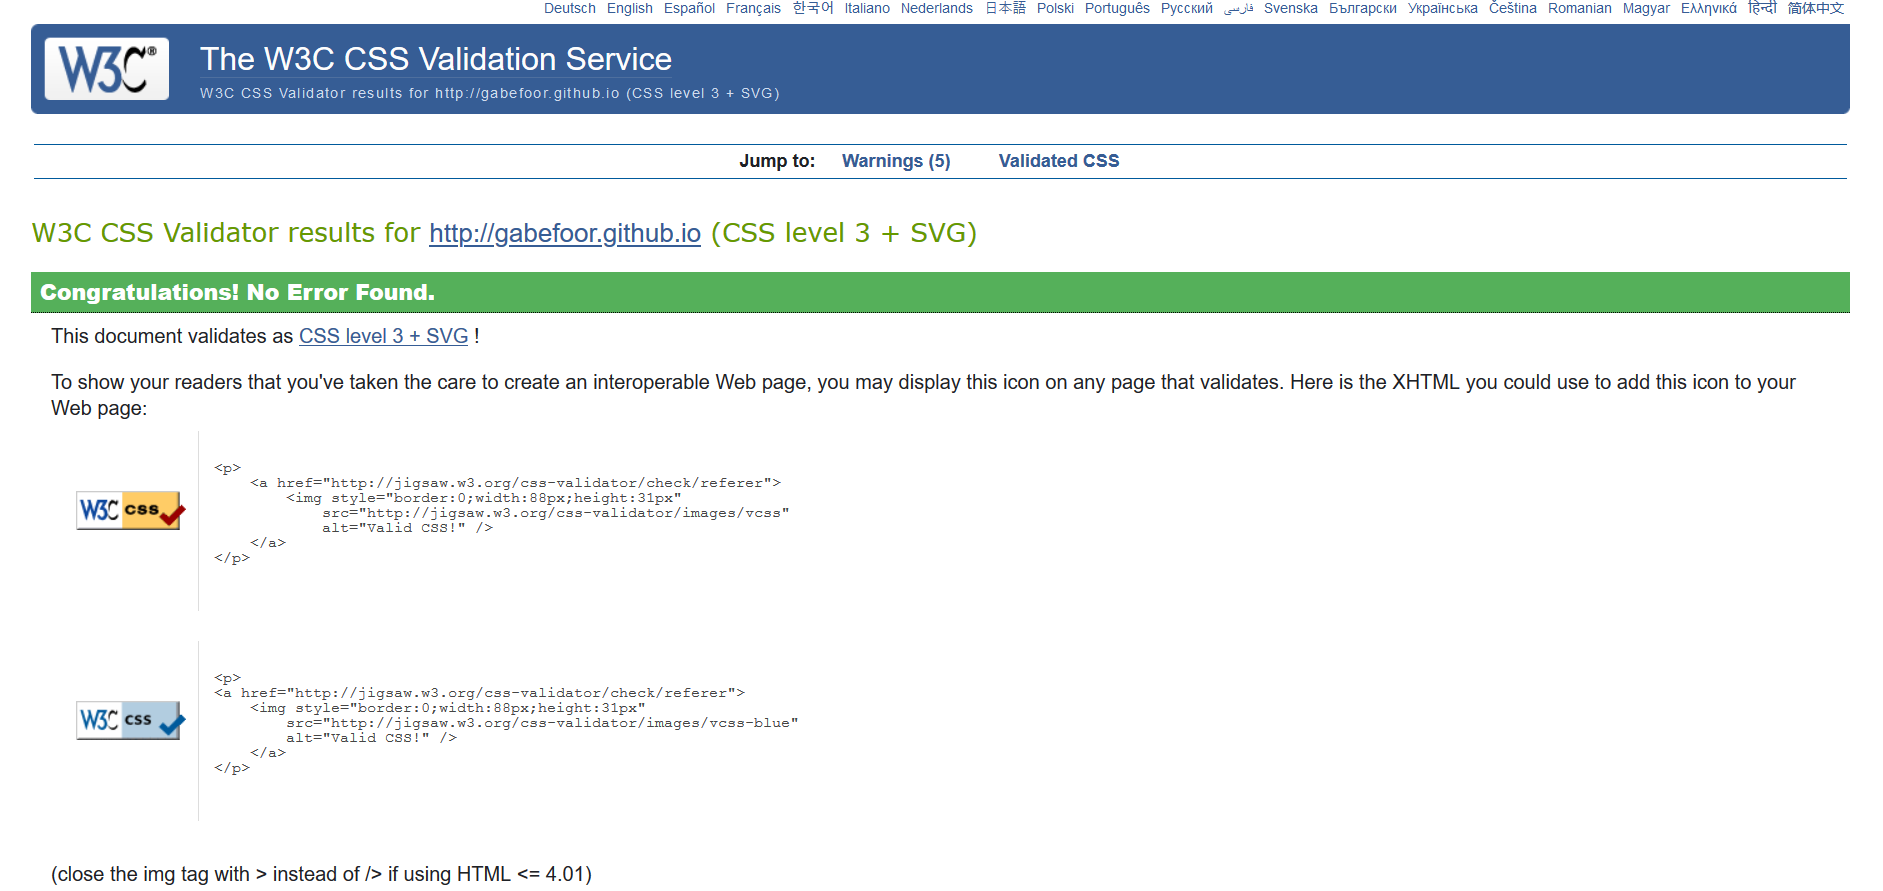 Deutsch English Español Français 한국어 Italiano Nederlands 日本語 Polski Português Русский فارسی Svenska Български Українська Čeština Romanian Magyar Ελληνικά हिन्दी 简体中文
W3C®
The W3C CSS Validation Service
W3C CSS Validator results for http://gabefoor.github.io (CSS level 3 + SVG)
Jump to: Warnings (5) Validated CSS
W3C CSS Validator results for http://gabefoor.github.io (CSS level 3 + SVG)
Congratulations! No Error Found.
This document validates as CSS level 3 + SVG !
To show your readers that you've taken the care to create an interoperable Web page, you may display this icon on any page that validates. Here is the XHTML you could use to add this icon to your
Web page:
W3C css
<p>
<a href="http://jigsaw.w3.org/css-validator/check/referer">
<img style="border:0;width:88px;height:31px"
src="http://jigsaw.w3.org/css-validator/images/vcss"
alt="Valid CSS!" />
</a>
</p>
W3C css
<p>
<a href="http://jigsaw.w3.org/css-validator/check/referer">
<img style="border:0;width:88px;height:31px"
src="http://jigsaw.w3.org/css-validator/images/vcss-blue"
alt="Valid CSS!" />
</a>
</p>
(close the img tag with > instead of /> if using HTML <= 4.01)